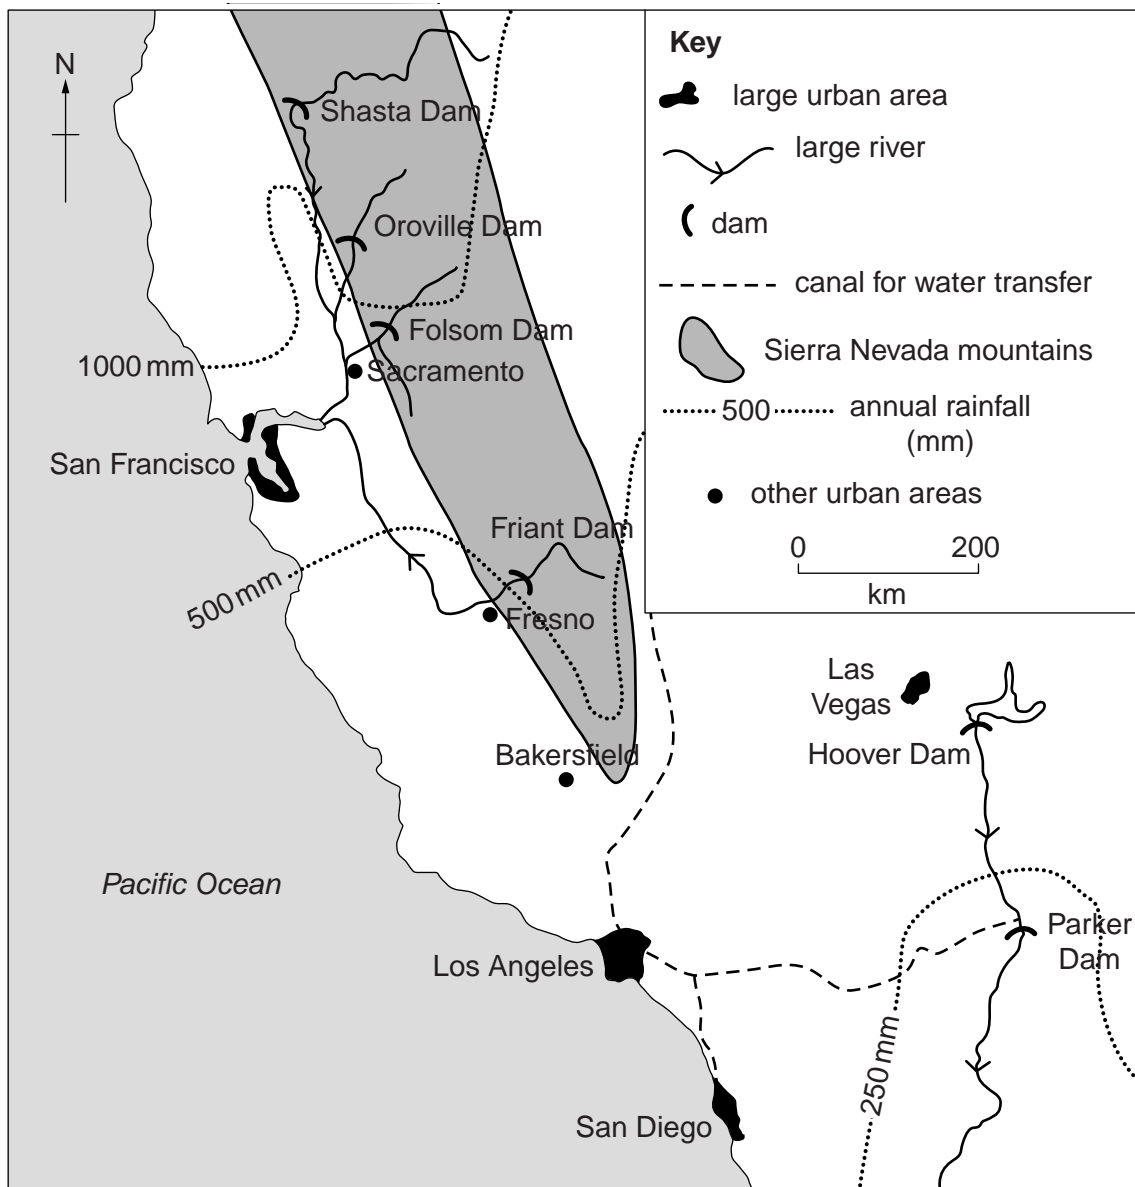 N
Shasta Dam
Oroville Dam
Folsom Dam
1000 mm
Sacramento
San Francisco
Friant Dam
500 mm
Fresno
Bakersfield
Las
Vegas
Hoover Dam
Pacific Ocean
Parker
Dam
Los Angeles
250 mm
San Diego
Key
large urban area
large river
dam
canal for water transfer
Sierra Nevada mountains
500
annual rainfall
(mm)
other urban areas
0 200
km